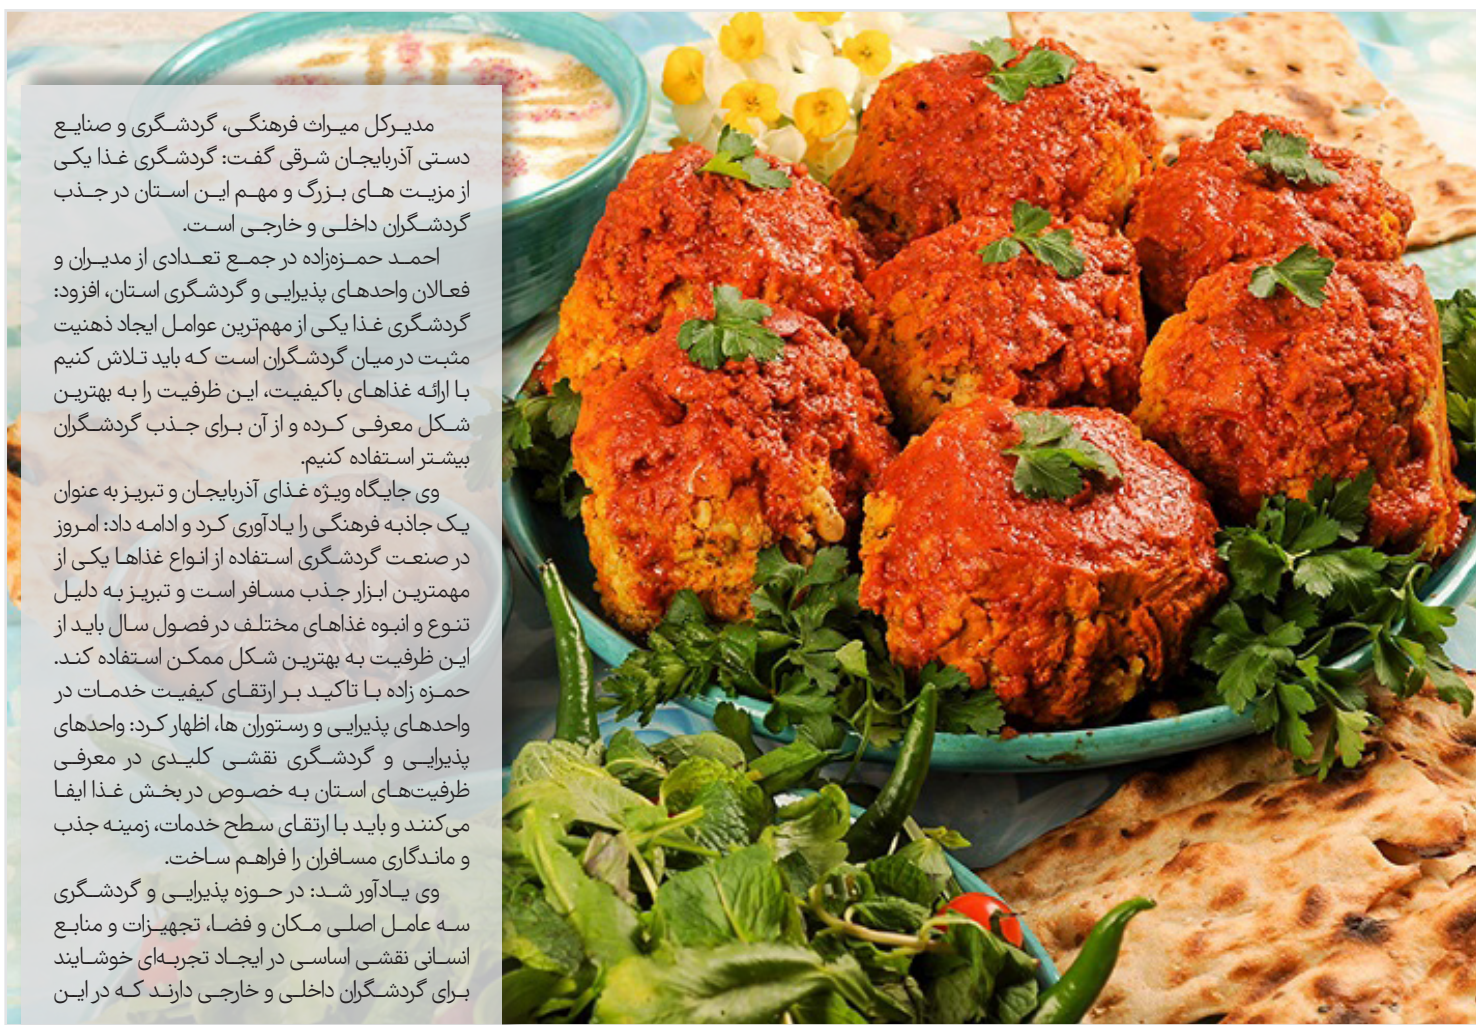 مدیرکل میراث فرهنگی، گردشگری و صنایع
دستی آذربایجان شرقی گفت: گردشگری غذا یکی
از مزیت های بزرگ و مهم این استان در جذب
گردشگران داخلی و خارجی است.
احمد حمزه‌زاده در جمع تعدادی از مدیران و
فعالان واحدهای پذیرایی و گردشگری استان، افزود:
گردشگری غذا یکی از مهم‌ترین عوامل ایجاد ذهنیت
مثبت در میان گردشگران است که باید تلاش کنیم
با ارائه غذاهای باکیفیت، این ظرفیت را به بهترین
شکل معرفی کرده و از آن برای جذب گردشگران
بیشتر استفاده کنیم.
وی جایگاه ویژه غذای آذربایجان و تبریز به عنوان
یک جاذبه فرهنگی را یادآوری کرد و ادامه داد: امروز
در صنعت گردشگری استفاده از انواع غذاها یکی از
مهمترین ابزار جذب مسافر است و تبریز به دلیل
تنوع و انبوه غذاهای مختلف در فصول سال باید از
این ظرفیت به بهترین شکل ممکن استفاده کند.
حمزه زاده با تاکید بر ارتقای کیفیت خدمات در
واحدهای پذیرایی و رستوران ها، اظهار کرد: واحدهای
پذیرایی و گردشگری نقشی کلیدی در معرفی
ظرفیت‌های استان به خصوص در بخش غذا ایفا
می‌کنند و باید با ارتقای سطح خدمات، زمینه جذب
و ماندگاری مسافران را فراهم ساخت.
وی یادآور شد: در حوزه پذیرایی و گردشگری
سه عامل اصلی مکان و فضا، تجهیزات و منابع
انسانی نقشی اساسی در ایجاد تجربه‌ای خوشایند
برای گردشگران داخلی و خارجی دارند که در این